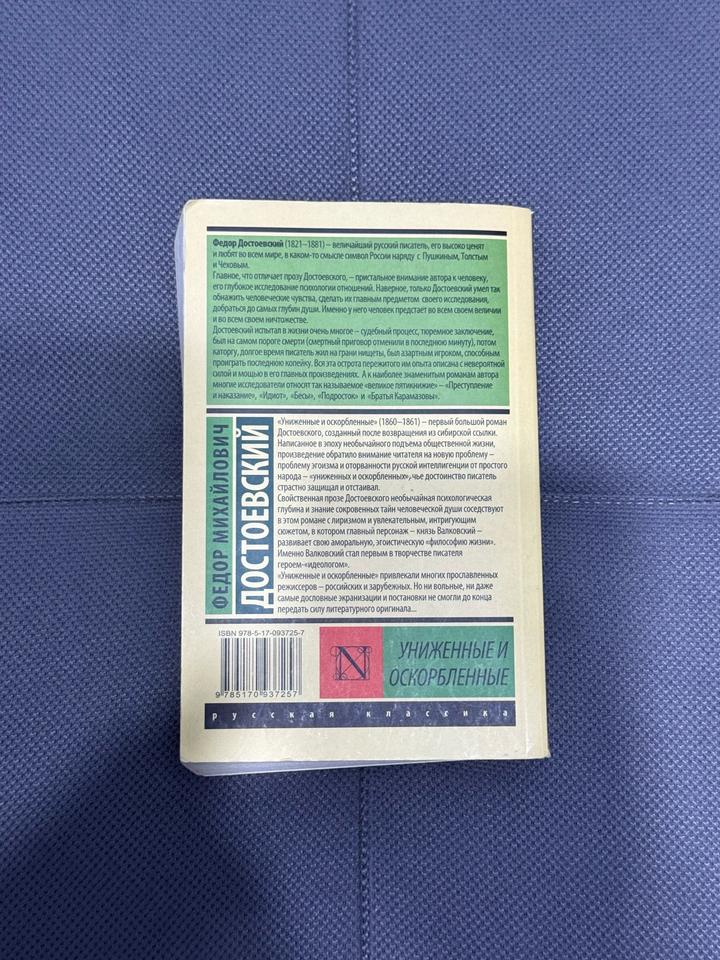 Федор Достоевский (1821–1881) – величайший русский писатель, его высоко ценят
и любят во всем мире, в каком-то смысле символ России наряду с Пушкиным, Толстым
и Чеховым.
Главное, что отличает прозу Достоевского, – пристальное внимание автора к человеку,
его глубокое исследование психологии отношений. Наверное, только Достоевский умел так
обнажить человеческие чувства, сделать их главным предметом своего исследования,
добраться до самых глубин души. Именно у него человек предстает во всем своем величии
и во всем своем ничтожестве.
Достоевский испытал в жизни очень многое – судебный процесс, тюремное заключение,
был на самом пороге смерти (смертный приговор отменили в последнюю минуту), потом
каторгу, долгое время писатель жил на грани нищеты, был азартным игроком, способным
проиграть последнюю копейку. Вся эта острота пережитого им опыта описана с невероятной
силой и мощью в его главных произведениях. А к наиболее знаменитым романам автора
многие исследователи относят так называемое «великое пятикнижие» – «Преступление
и наказание», «Идиот», «Бесы», «Подросток» и «Братья Карамазовы».
ФЕДОР МИХАЙЛОВИЧ
ДОСТОЕВСКИЙ
«Униженные и оскорбленные» (1860–1861) – первый большой роман
Достоевского, созданный после возвращения из сибирской ссылки.
Написанное в эпоху необычайного подъема общественной жизни,
произведение обратило внимание читателя на новую проблему –
проблему эгоизма и оторванности русской интеллигенции от простого
народа – «униженных и оскорбленных», чье достоинство писатель
страстно защищал и отстаивал.
Свойственная прозе Достоевского необычайная психологическая
глубина и знание сокровенных тайн человеческой души соседствуют
в этом романе с лиризмом и увлекательным, интригующим
сюжетом, в котором главный персонаж – князь Валковский –
развивает свою аморальную, эгоистическую «философию жизни».
Именно Валковский стал первым в творчестве писателя
героем-«идеологом».
«Униженные и оскорбленные» привлекали многих прославленных
режиссеров – российских и зарубежных. Но ни вольные, ни даже
самые дословные экранизации и постановки не смогли до конца
передать силу литературного оригинала...
ISBN 978-5-17-093725-7
9 785170 937257
N
УНИЖЕННЫЕ И
ОСКОРБЛЕННЫЕ
русская классика